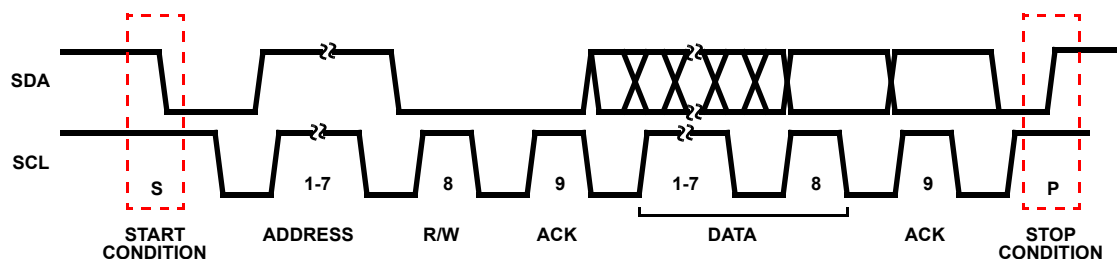 SDA
SCL
S
1-7
8
9
1-7
8
9
P
START
CONDITION
ADDRESS
R/W
ACK
DATA
ACK
STOP
CONDITION